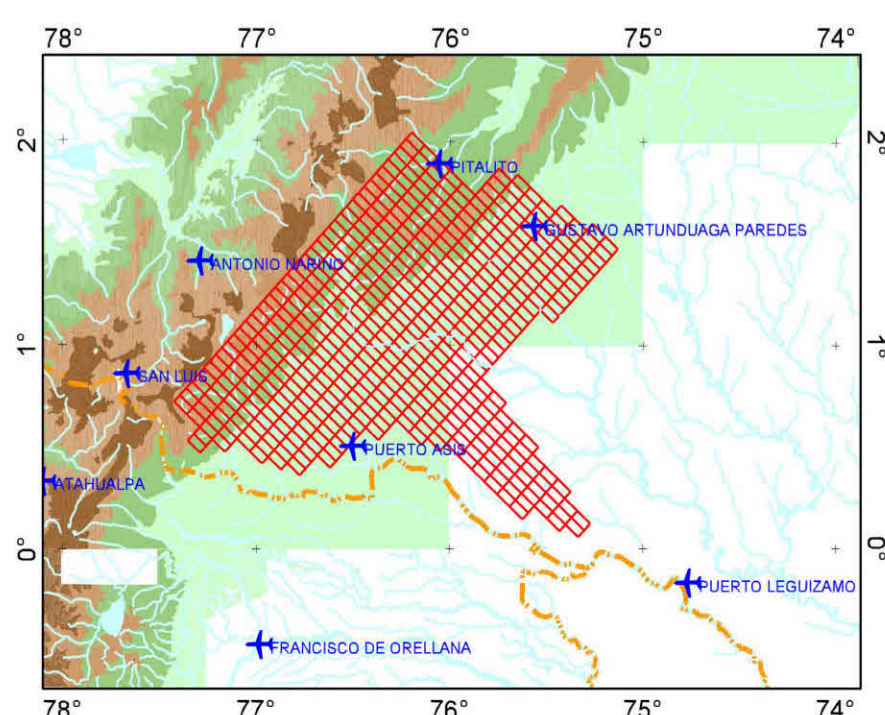 78° 77° 76° 75° 74°
2° 2°
PITALITO
GUSTAVO ARTUNDUAGA PAREDES
ANTONIO NARINO
1° 1°
SAN LUIS
PUERTO ASIS
ATAHUALPA
0° 0°
PUERTO LEGUIZAMO
FRANCISCO DE ORELLANA
78° 77° 76° 75° 74°